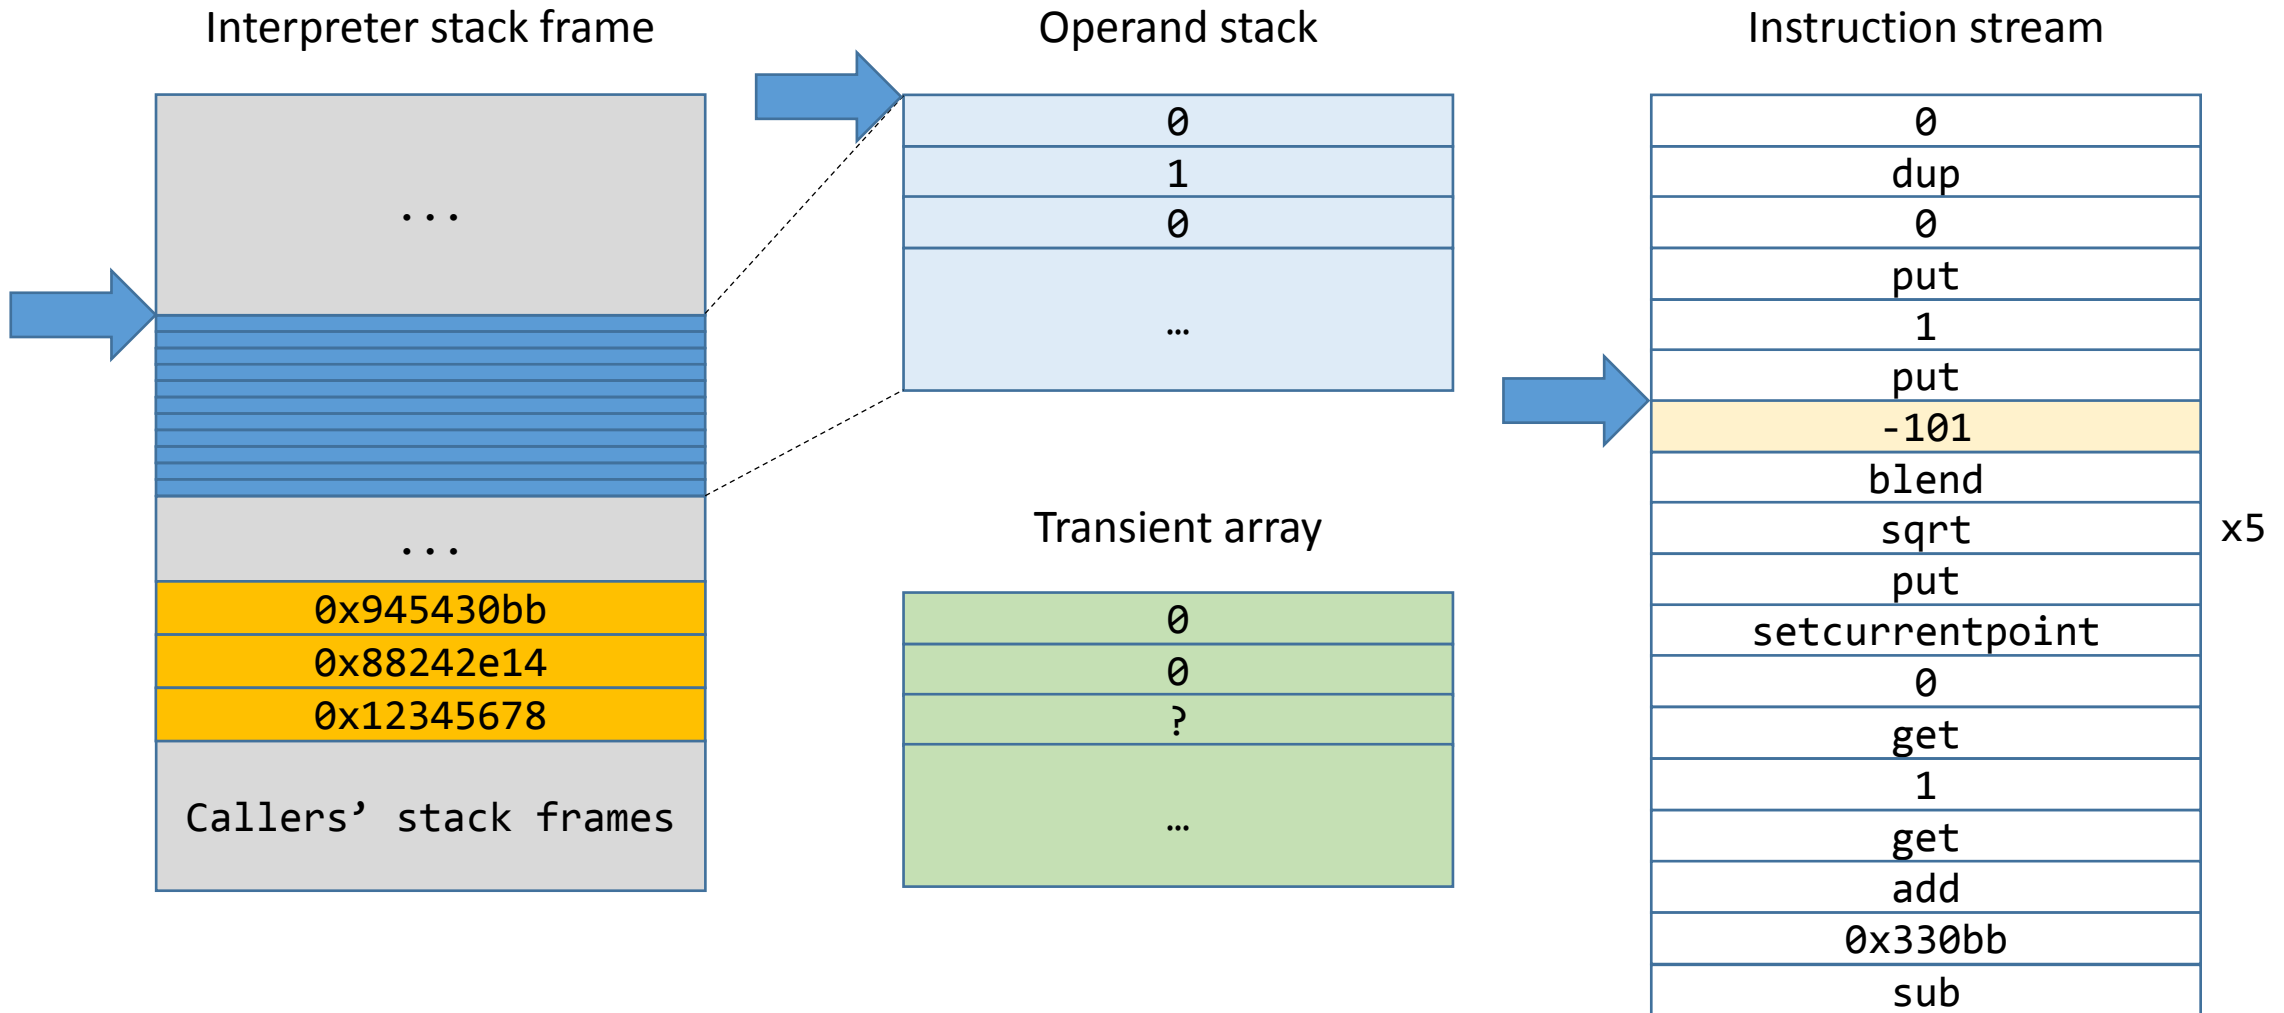 Interpreter stack frame
...
...
0x945430bb
0x88242e14
0x12345678
Callers’ stack frames
Operand stack
0
1
0
…
Transient array
0
0
?
…
Instruction stream
0
dup
0
put
1
put
-101
blend
sqrt
x5
put
setcurrentpoint
0
get
1
get
add
0x330bb
sub